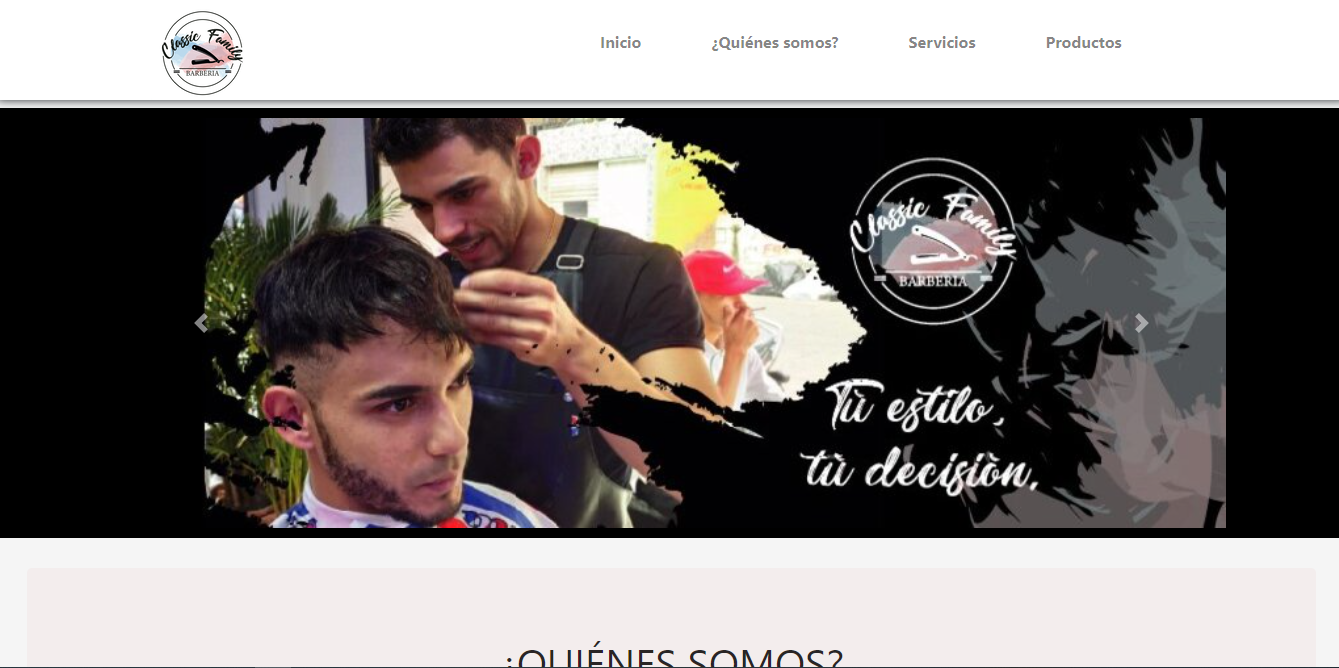 Classic Family
BARBERIA
Inicio
¿Quiénes somos?
Servicios
Productos
Classic Family
BARBERIA
Tù estilo,
tù decisiòn.
¿QUIÉNES SOMOS?